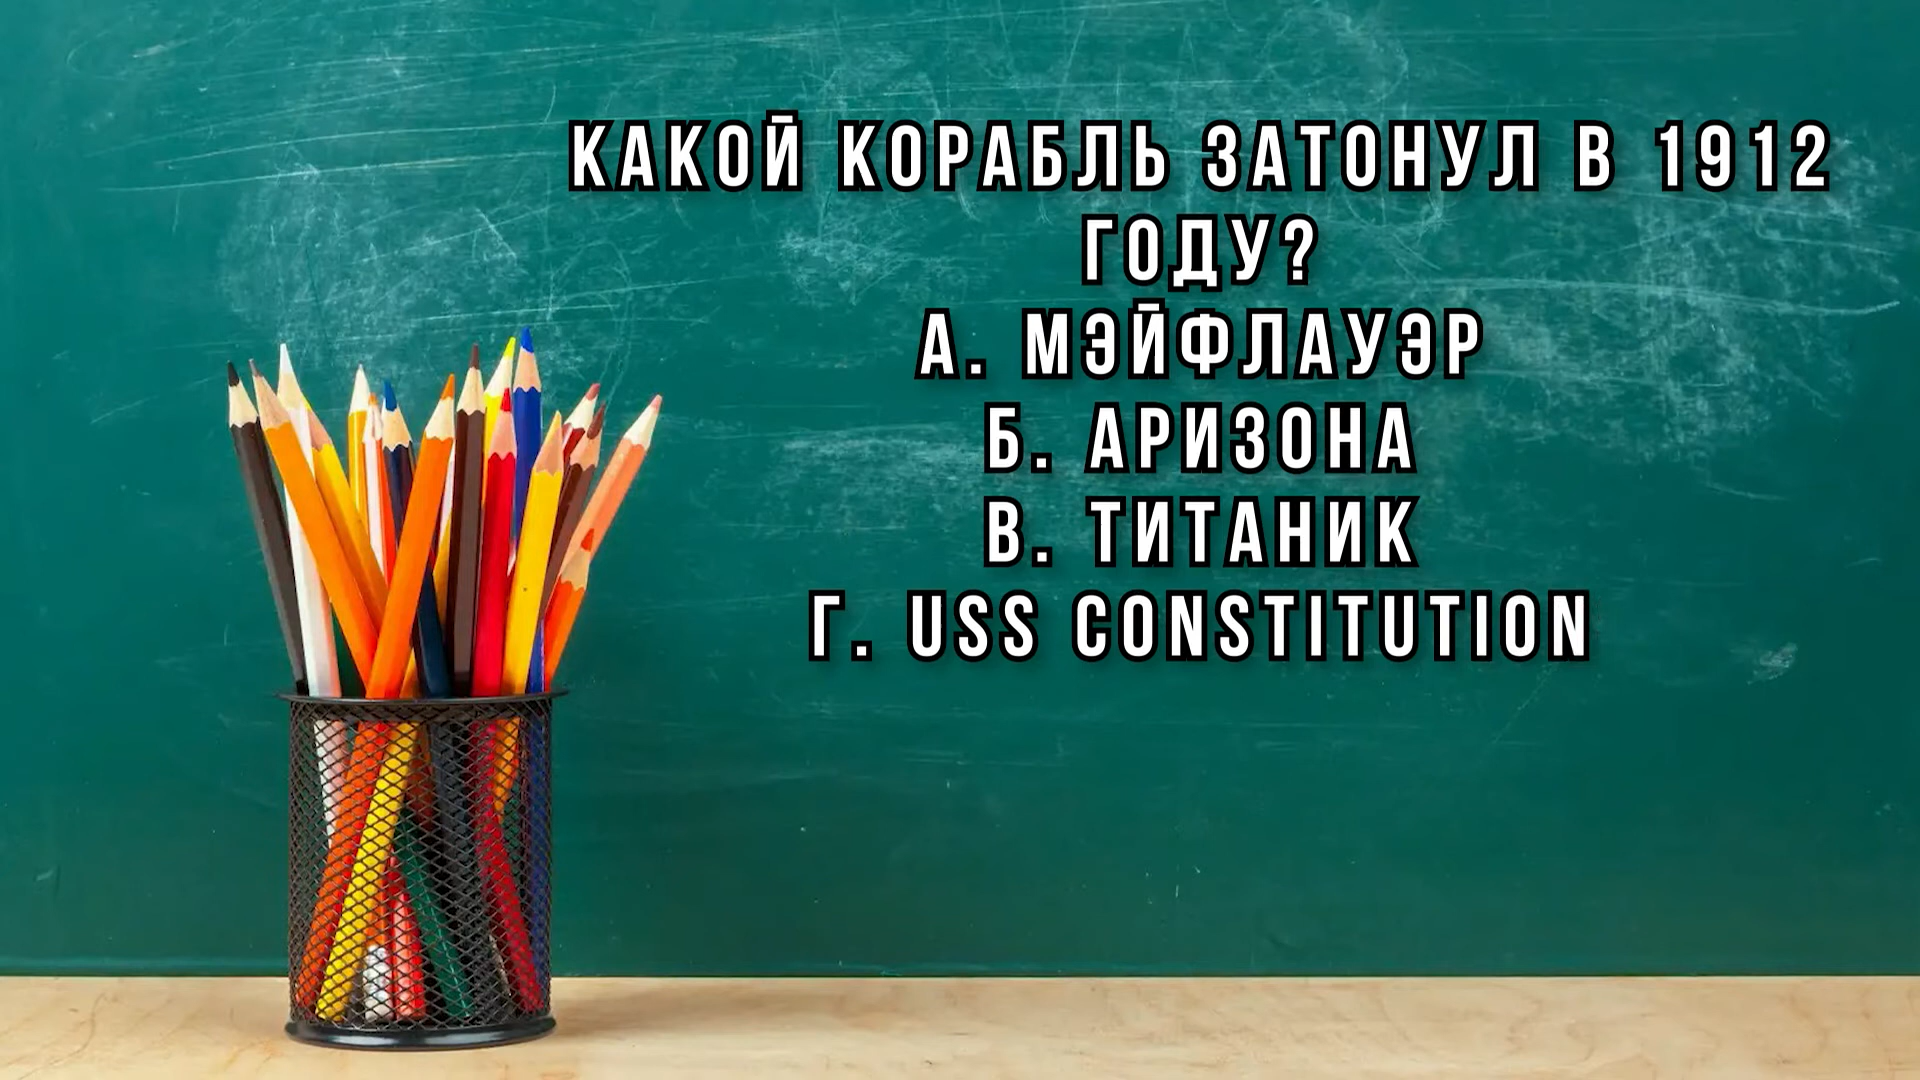 КАКОЙ КОРАБЛЬ ЗАТОНУЛ В 1912
ГОДУ?
А. МЭЙФЛАУЭР
Б. АРИЗОНА
В. ТИТАНИК
Г. USS CONSTITUTION